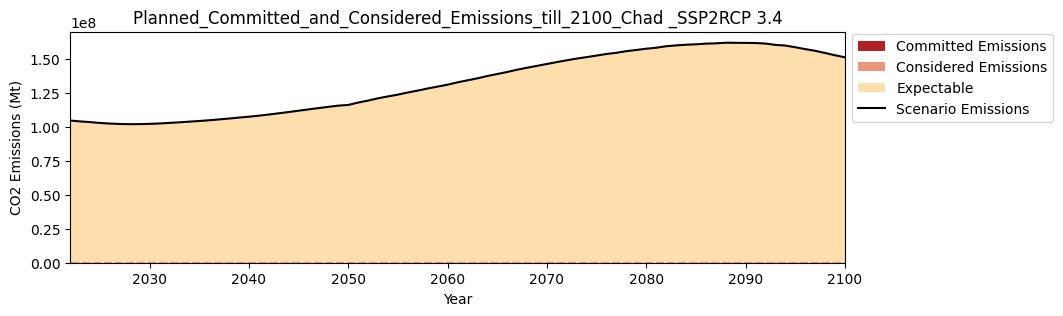 Planned_Committed_and_Considered_Emissions_till_2100_Chad _SSP2RCP 3.4
1e8
1.50
1.25
1.00
0.75
0.50
0.25
0.00
CO2 Emissions (Mt)
2030 2040 2050 2060 2070 2080 2090 2100
Year
Committed Emissions
Considered Emissions
Expectable
Scenario Emissions